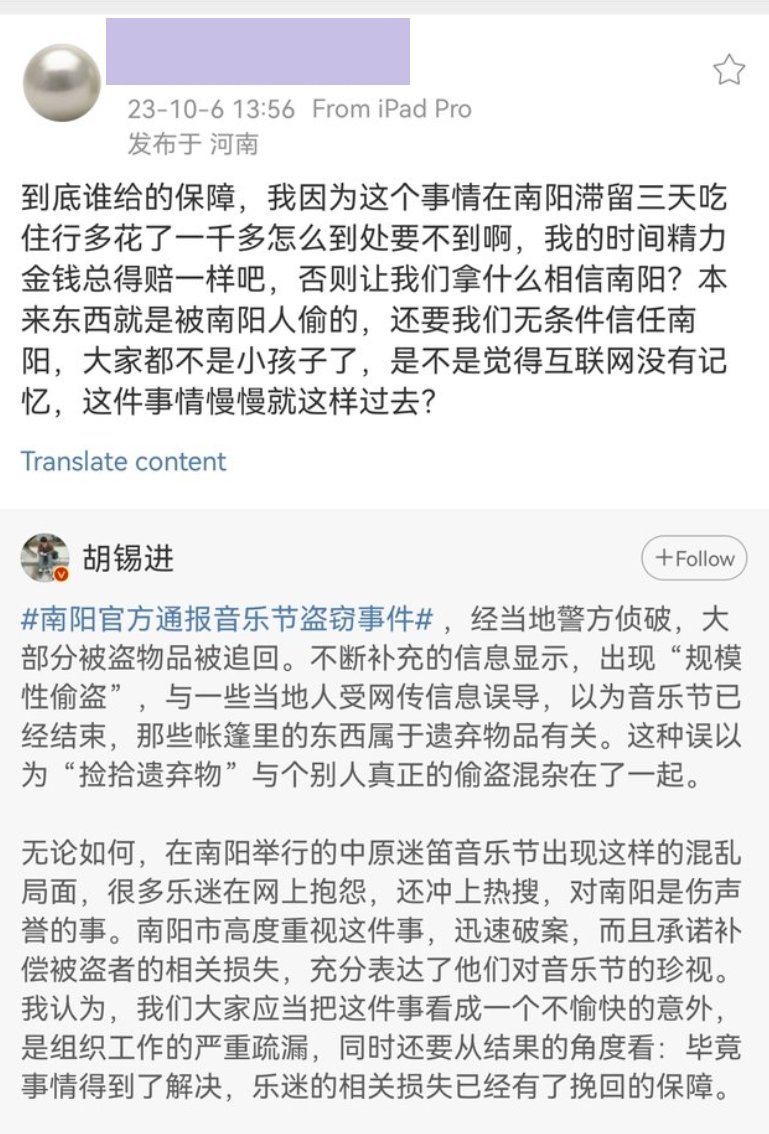 23-10-6 13:56 From iPad Pro
发布于 河南
到底谁给的保障，我因为这个事情在南阳滞留三天吃
住行多花了一千多怎么到处要不到啊，我的时间精力
金钱总得赔一样吧，否则让我们拿什么相信南阳？本
来东西就是被南阳人偷的，还要我们无条件信任南
阳，大家都不是小孩子了，是不是觉得互联网没有记
忆，这件事情慢慢就这样过去？
Translate content
胡锡进
+Follow
#南阳官方通报音乐节盗窃事件#，经当地警方侦破，大
部分被盗物品被追回。不断补充的信息显示，出现“规模
性偷盗”，与一些当地人受网传信息误导，以为音乐节已
经结束，那些帐篷里的东西属于遗弃物品有关。这种误以
为“捡拾遗弃物”与个别人真正的偷盗混杂在了一起。
无论如何，在南阳举行的中原迷笛音乐节出现这样的混乱
局面，很多乐迷在网上抱怨，还冲上热搜，对南阳是伤声
誉的事。南阳市高度重视这件事，迅速破案，而且承诺补
偿被盗者的相关损失，充分表达了他们对音乐节的珍视。
我认为，我们大家应当把这件事看成一个不愉快的意外，
是组织工作的严重疏漏，同时还要从结果的角度看：毕竟
事情得到了解决，乐迷的相关损失已经有了挽回的保障。